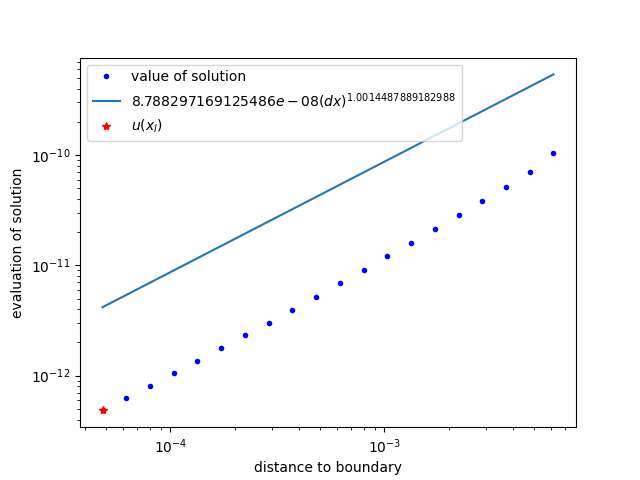 value of solution
8.788297169125486e − 08(dx)^1.0014487889182988
u(x_l)
evaluation of solution
10^−10
10^−11
10^−12
10^−4
10^−3
distance to boundary